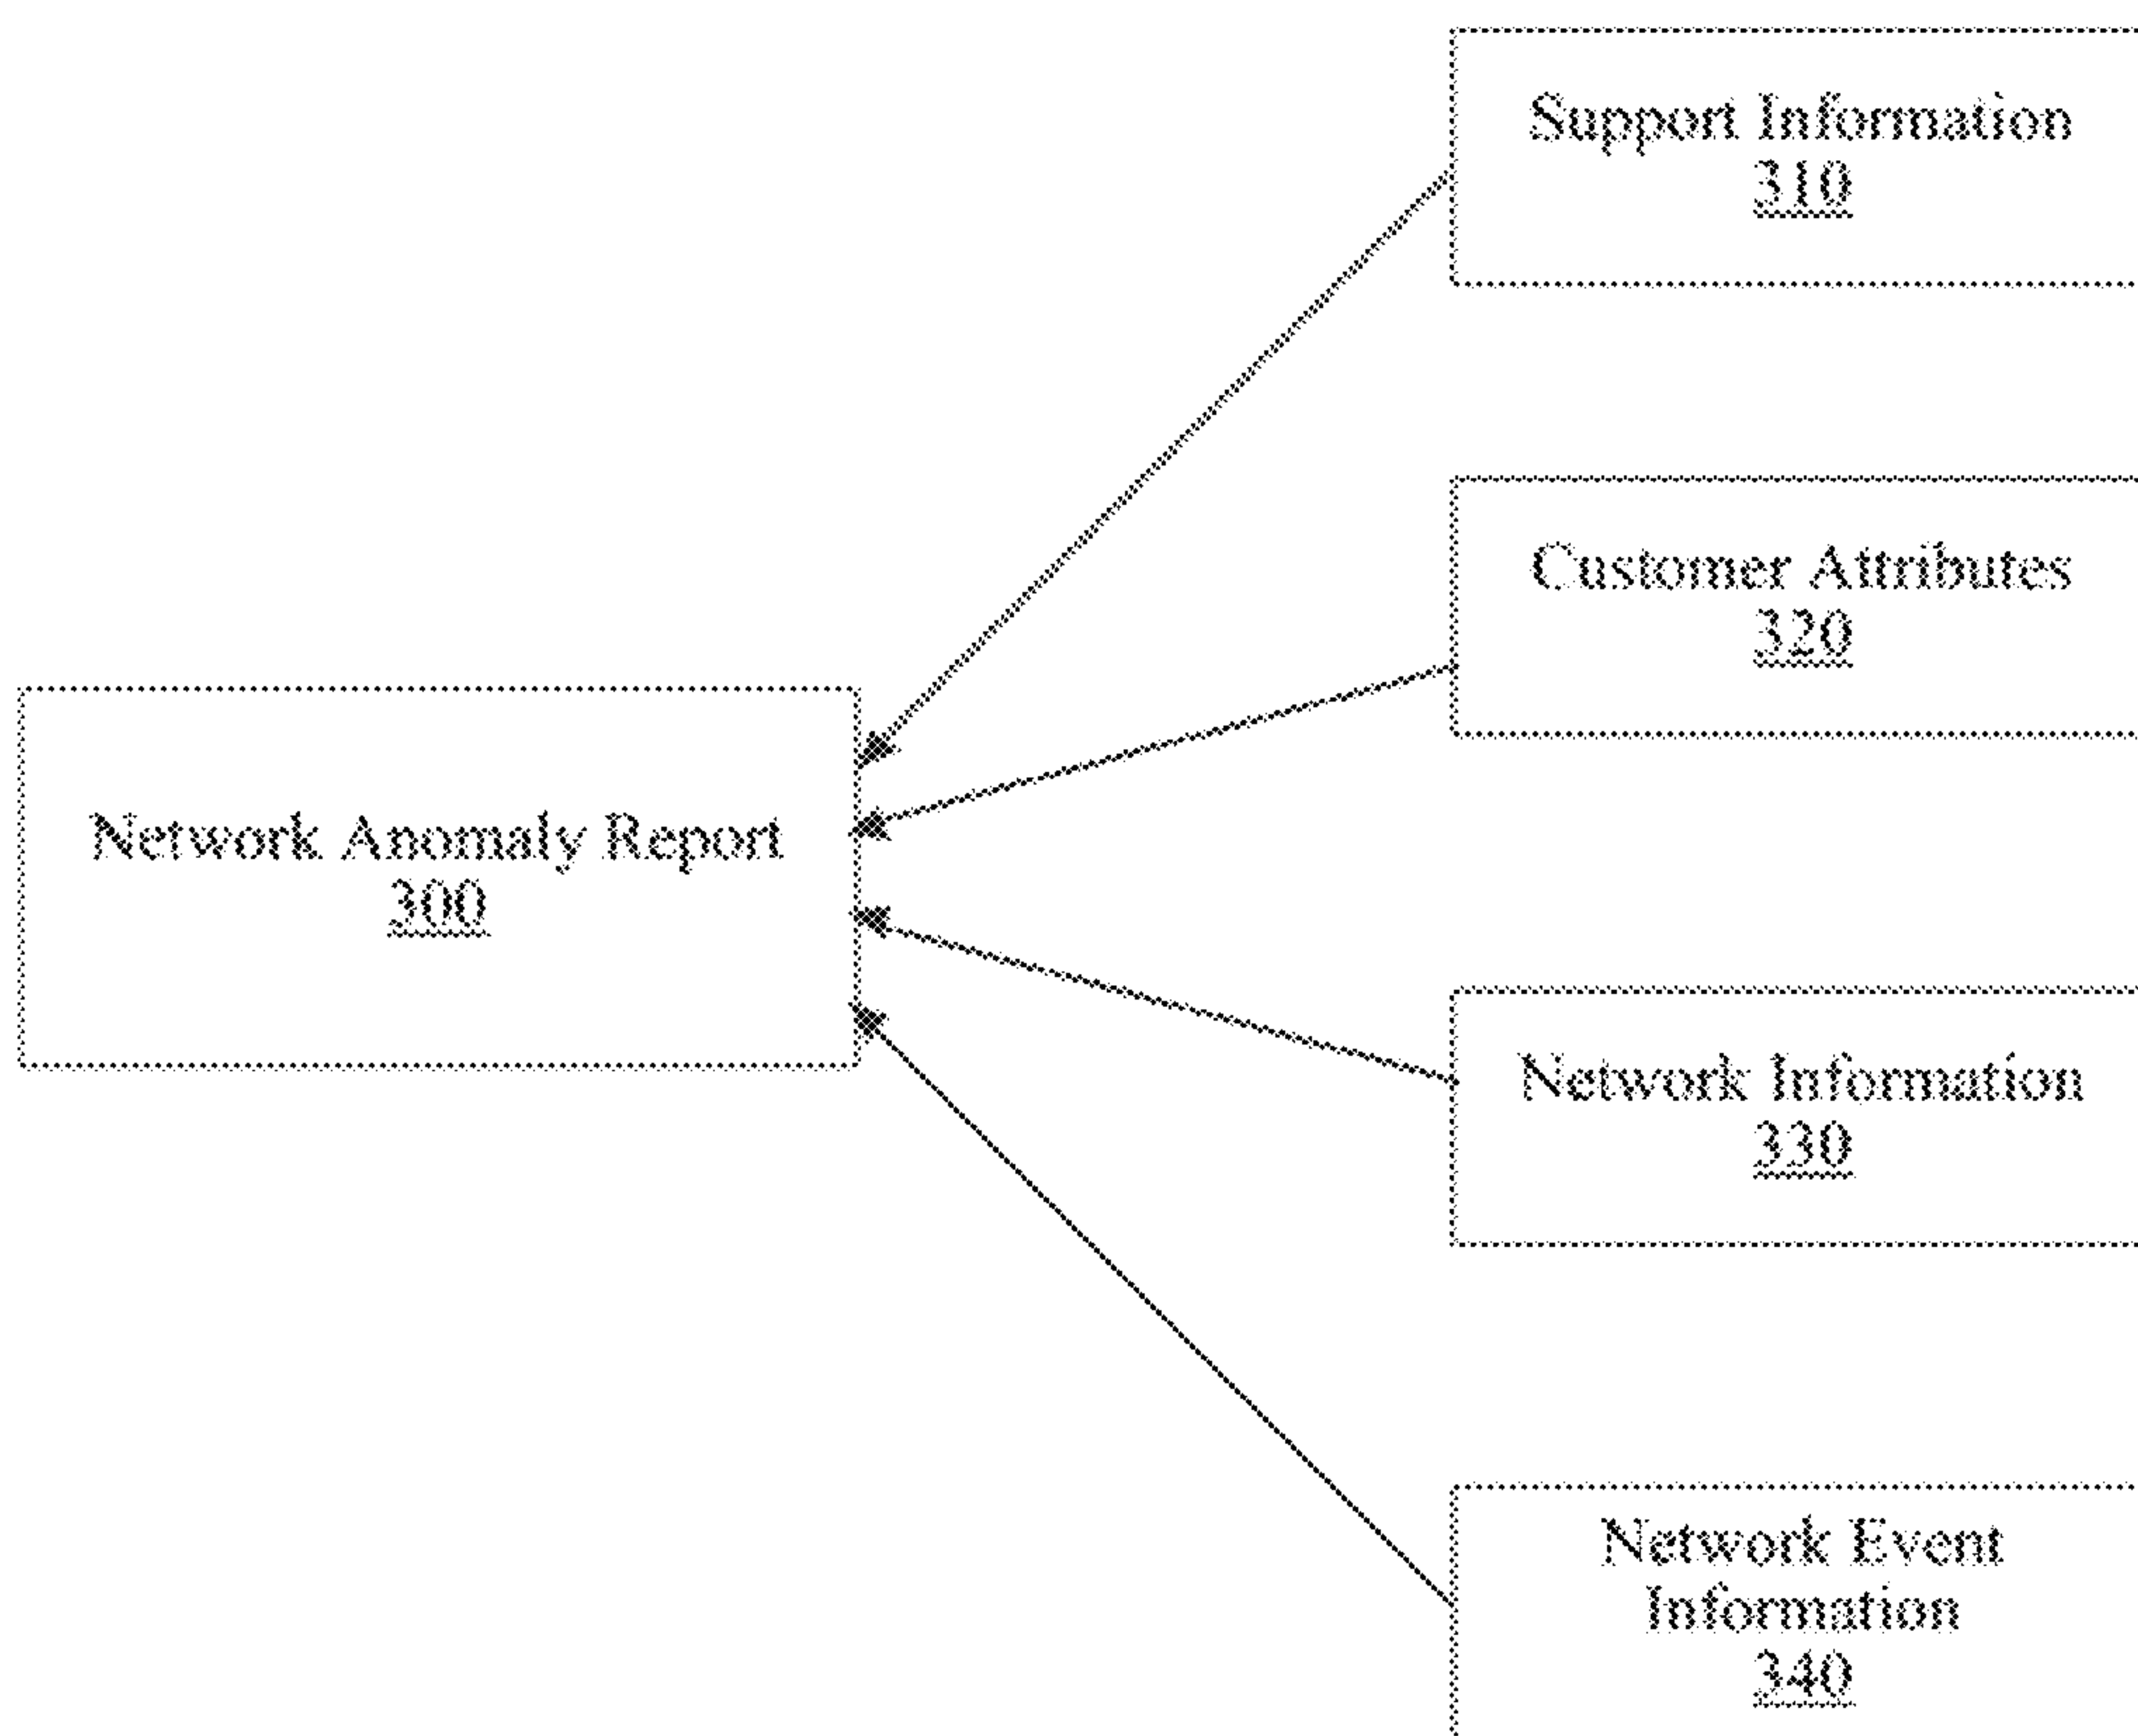 Support Information
310
Customer Attributes
320
Network Anomaly Report
300
Network Information
330
Network Event
Information
340